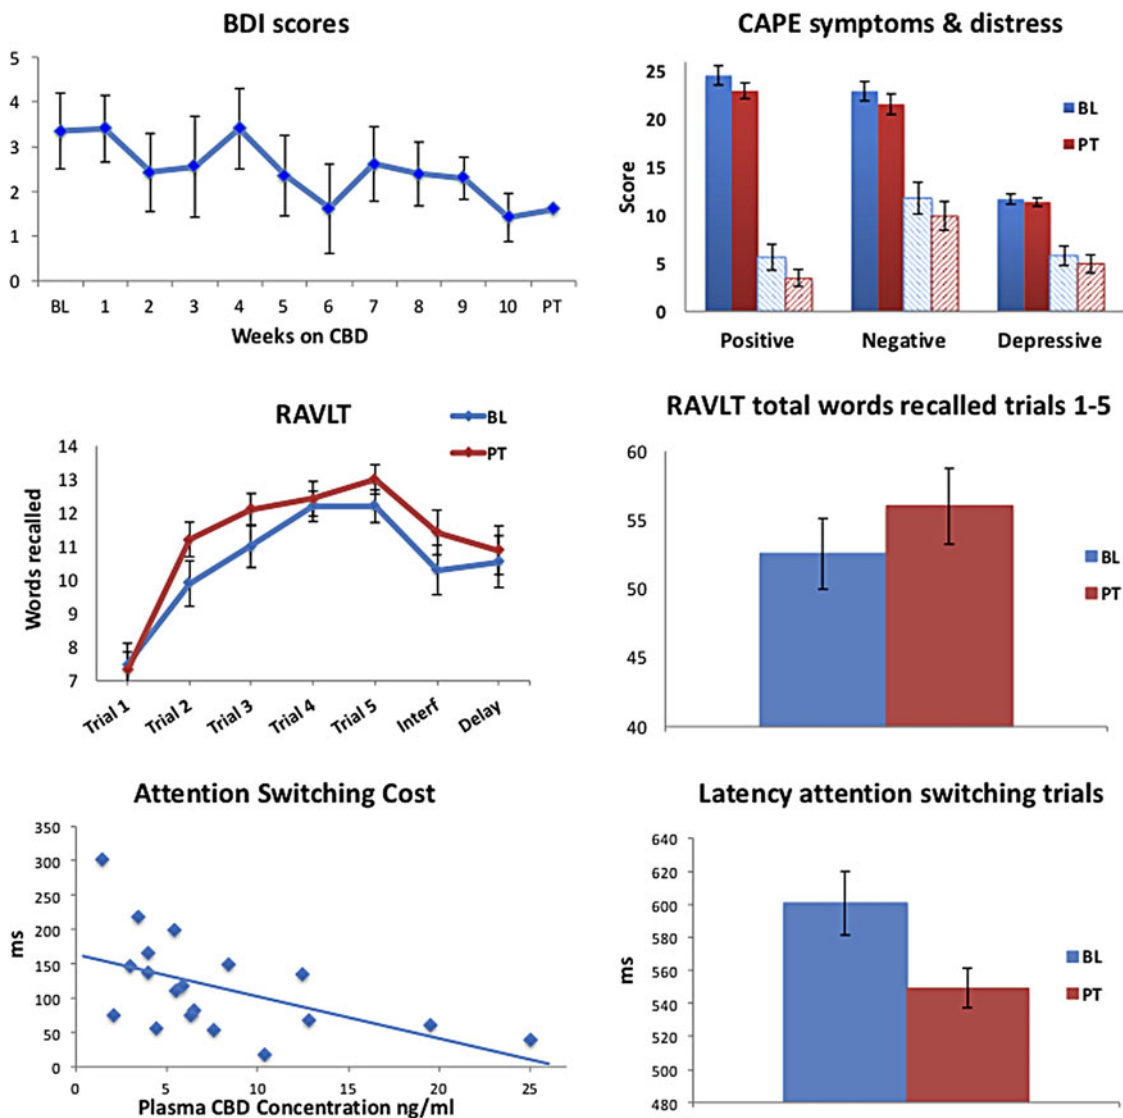 BDI scores
5
4
3
2
1
0
BL 1 2 3 4 5 6 7 8 9 10 PT
Weeks on CBD
CAPE symptoms & distress
25
20
15
10
5
0
Score
BL
PT
Positive Negative Depressive
RAVLT
BL
PT
14
13
12
11
10
9
8
7
Words recalled
Trial 1 Trial 2 Trial 3 Trial 4 Trial 5 Interf Delay
RAVLT total words recalled trials 1-5
60
55
50
45
40
BL
PT
Attention Switching Cost
350
300
250
200
150
100
50
0
ms
0 5 10 15 20 25
Plasma CBD Concentration ng/ml
Latency attention switching trials
640
620
600
580
560
540
520
500
480
ms
BL
PT